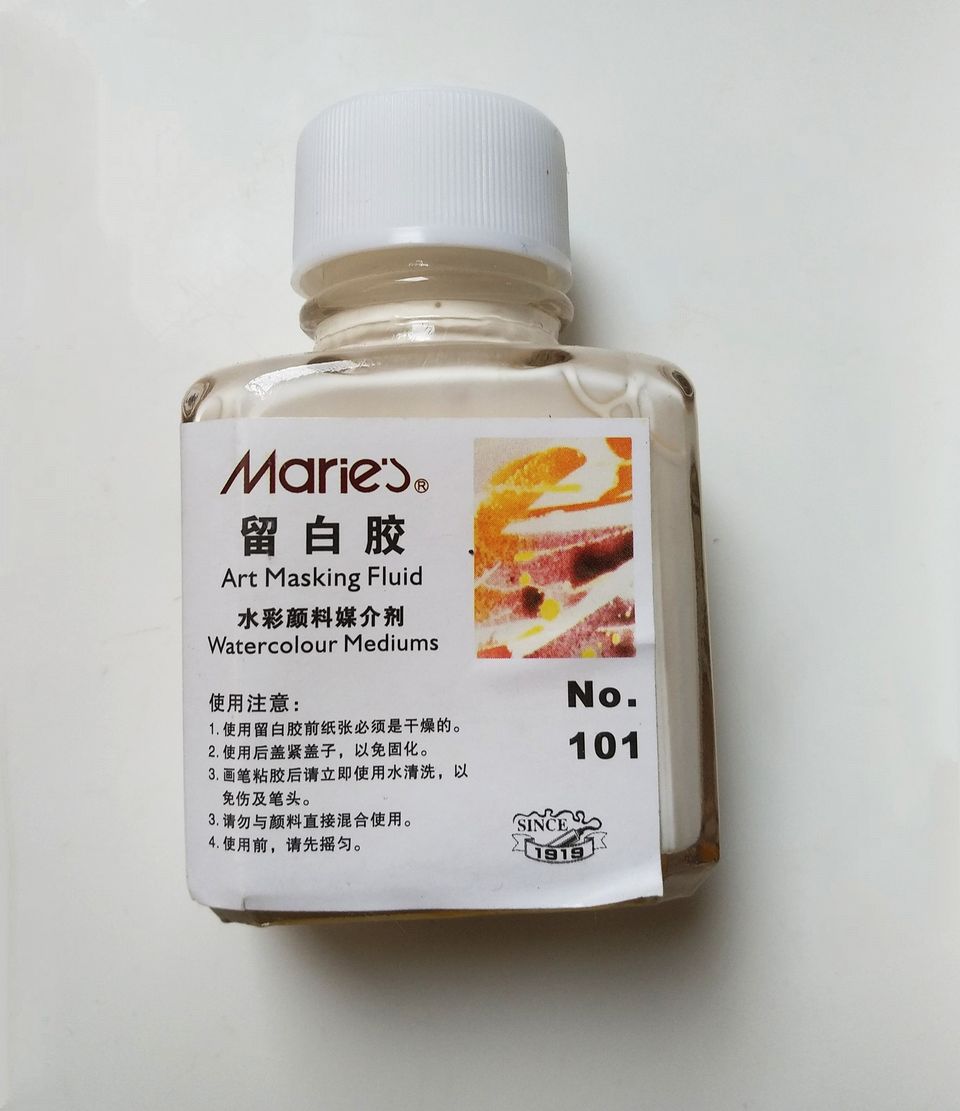 Marie's®
留白胶
Art Masking Fluid
水彩颜料媒介剂
Watercolour Mediums
使用注意：
1. 使用留白胶前纸张必须是干燥的。
2. 使用后盖紧盖子，以免固化。
3. 画笔粘胶后请立即使用水清洗，以
免伤及笔头。
3. 请勿与颜料直接混合使用。
4. 使用前，请先摇匀。
No.
101
SINCE
1919